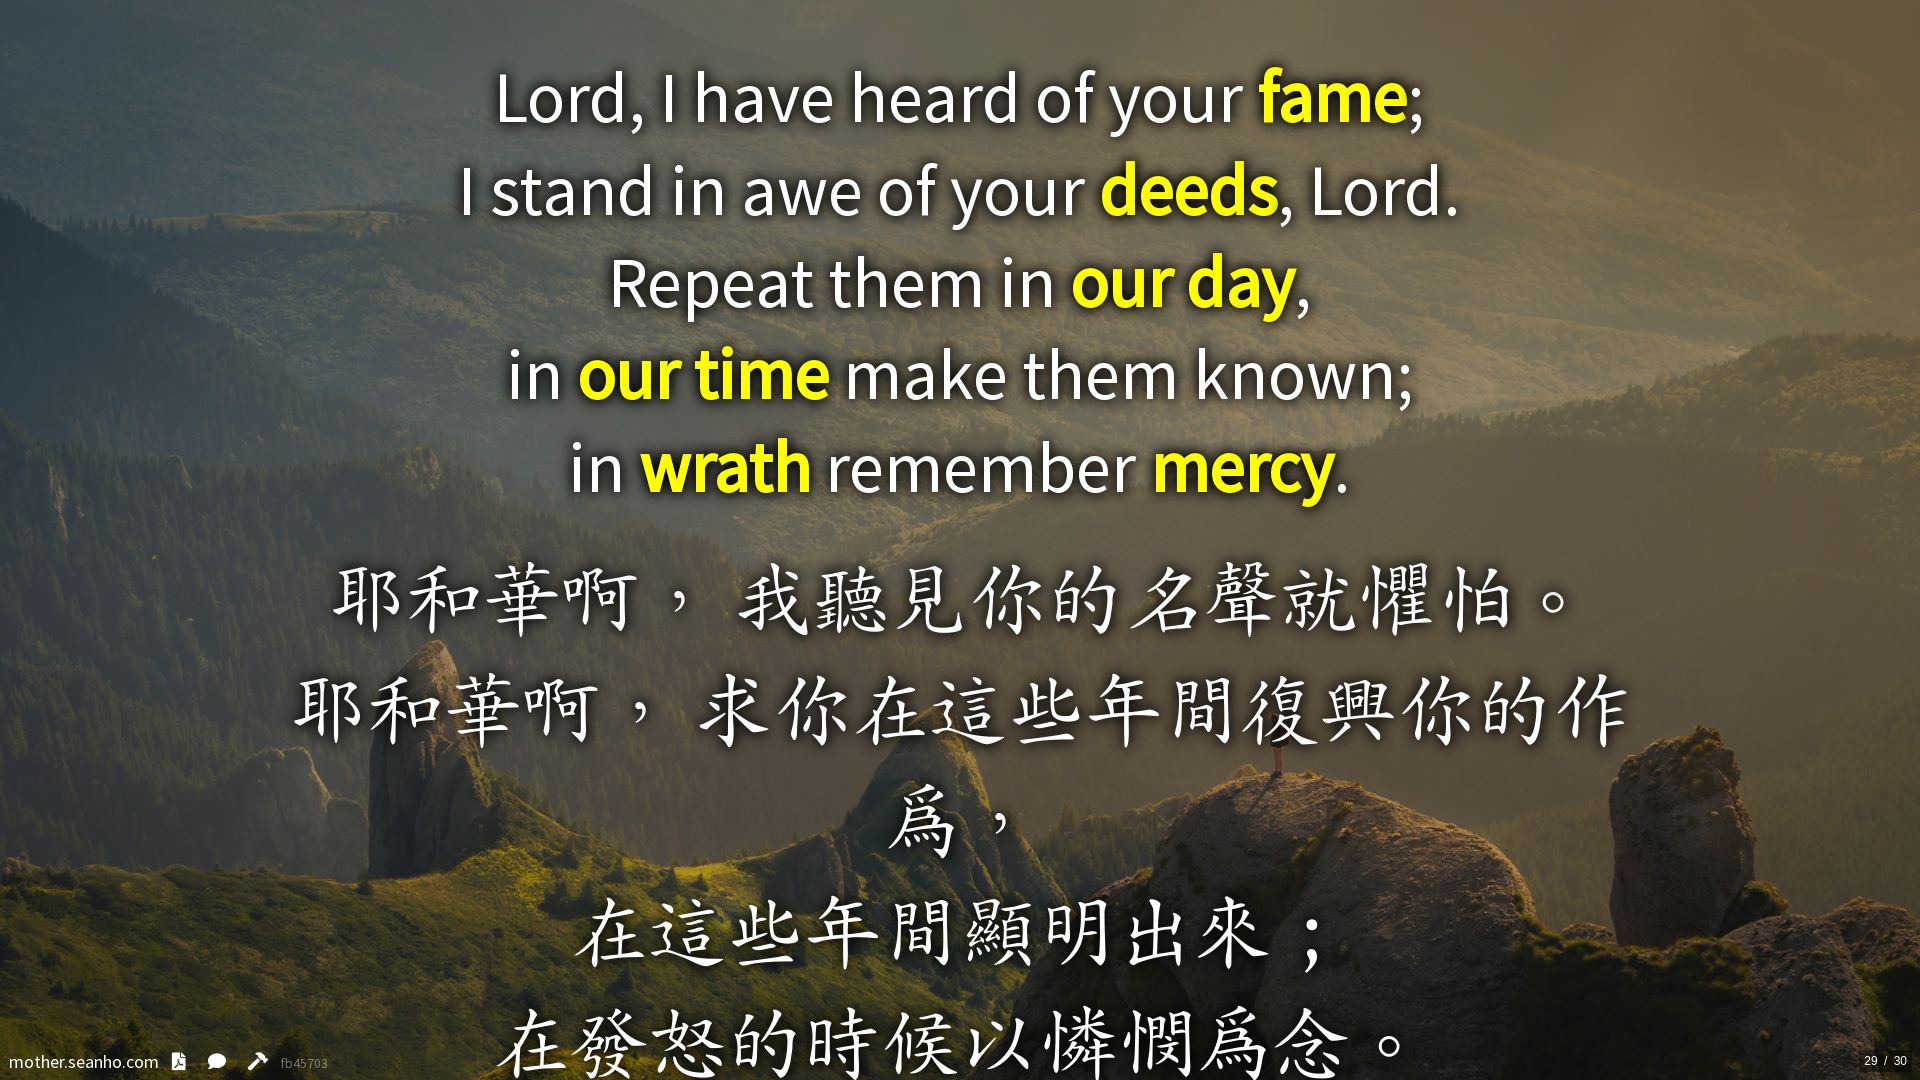 Lord, I have heard of your fame;
I stand in awe of your deeds, Lord.
Repeat them in our day,
in our time make them known;
in wrath remember mercy.
耶和華啊， 我聽見你的名聲就懼怕。
耶和華啊， 求你在這些年間復興你的作
爲，
在這些年間顯明出來；
在發怒的時候以憐憫爲念。
mother.seanho.com fb45703
29 / 30